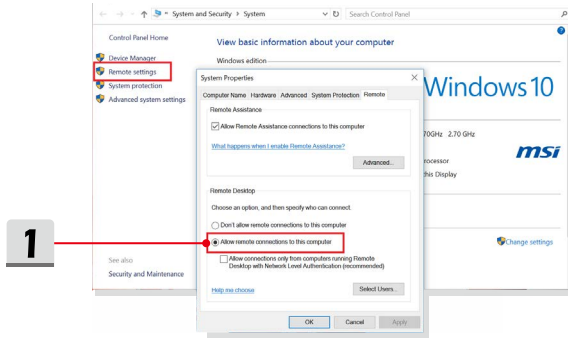 System and Security
System
Search Control Panel
Control Panel Home
View basic information about your computer
Device Manager
Windows edition
Remote settings
System protection
Advanced system settings
System Properties
Computer Name Hardware Advanced System Protection Remote
Remote Assistance
Allow Remote Assistance connections to this computer
What happens when I enable Remote Assistance?
Advanced...
Remote Desktop
Choose an option, and then specify who can connect.
Don't allow remote connections to this computer
Allow remote connections to this computer
Allow connections only from computers running Remote
Desktop with Network Level Authentication (recommended)
Help me choose
Select Users...
OK Cancel Apply
Windows 10
70GHz 2.70 GHz
msi
rocessor
this Display
Change settings
1
See also
Security and Maintenance